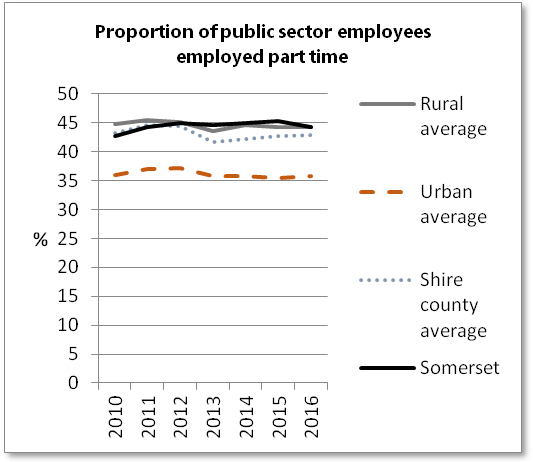 Proportion of public sector employees
employed part time
50
45
40
35
30
25
20
15
10
5
0
%
2010
2011
2012
2013
2014
2015
2016
Rural
average
Urban
average
Shire
county
average
Somerset